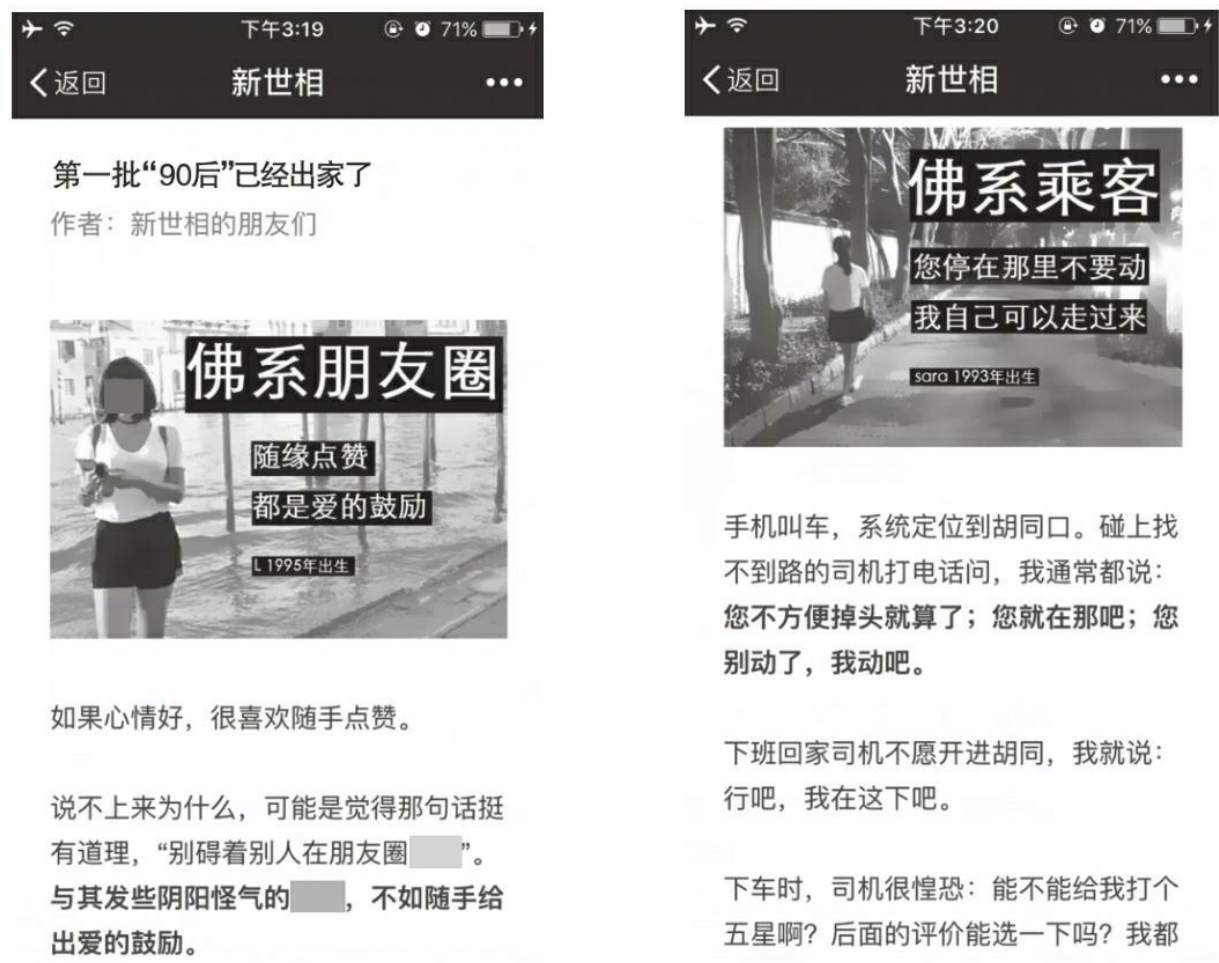 下午3:19
71%
返回
新世相
第一批“90后”已经出家了
作者：新世相的朋友们
佛系朋友圈
随缘点赞
都是爱的鼓励
L 1995年出生
如果心情好，很喜欢随手点赞。
说不上来为什么，可能是觉得那句话挺
有道理，“别碍着别人在朋友圈”。
与其发些阴阳怪气的，不如随手给
出爱的鼓励。
下午3:20
71%
返回
新世相
佛系乘客
您停在那里不要动
我自己可以走过来
sara 1993年出生
手机叫车，系统定位到胡同口。碰上找
不到路的司机打电话问，我通常都说：
您不方便掉头就算了；您就在那吧；您
别动了，我动吧。
下班回家司机不愿开进胡同，我就说：
行吧，我在这下吧。
下车时，司机很惶恐：能不能给我打个
五星啊？后面的评价能选一下吗？我都